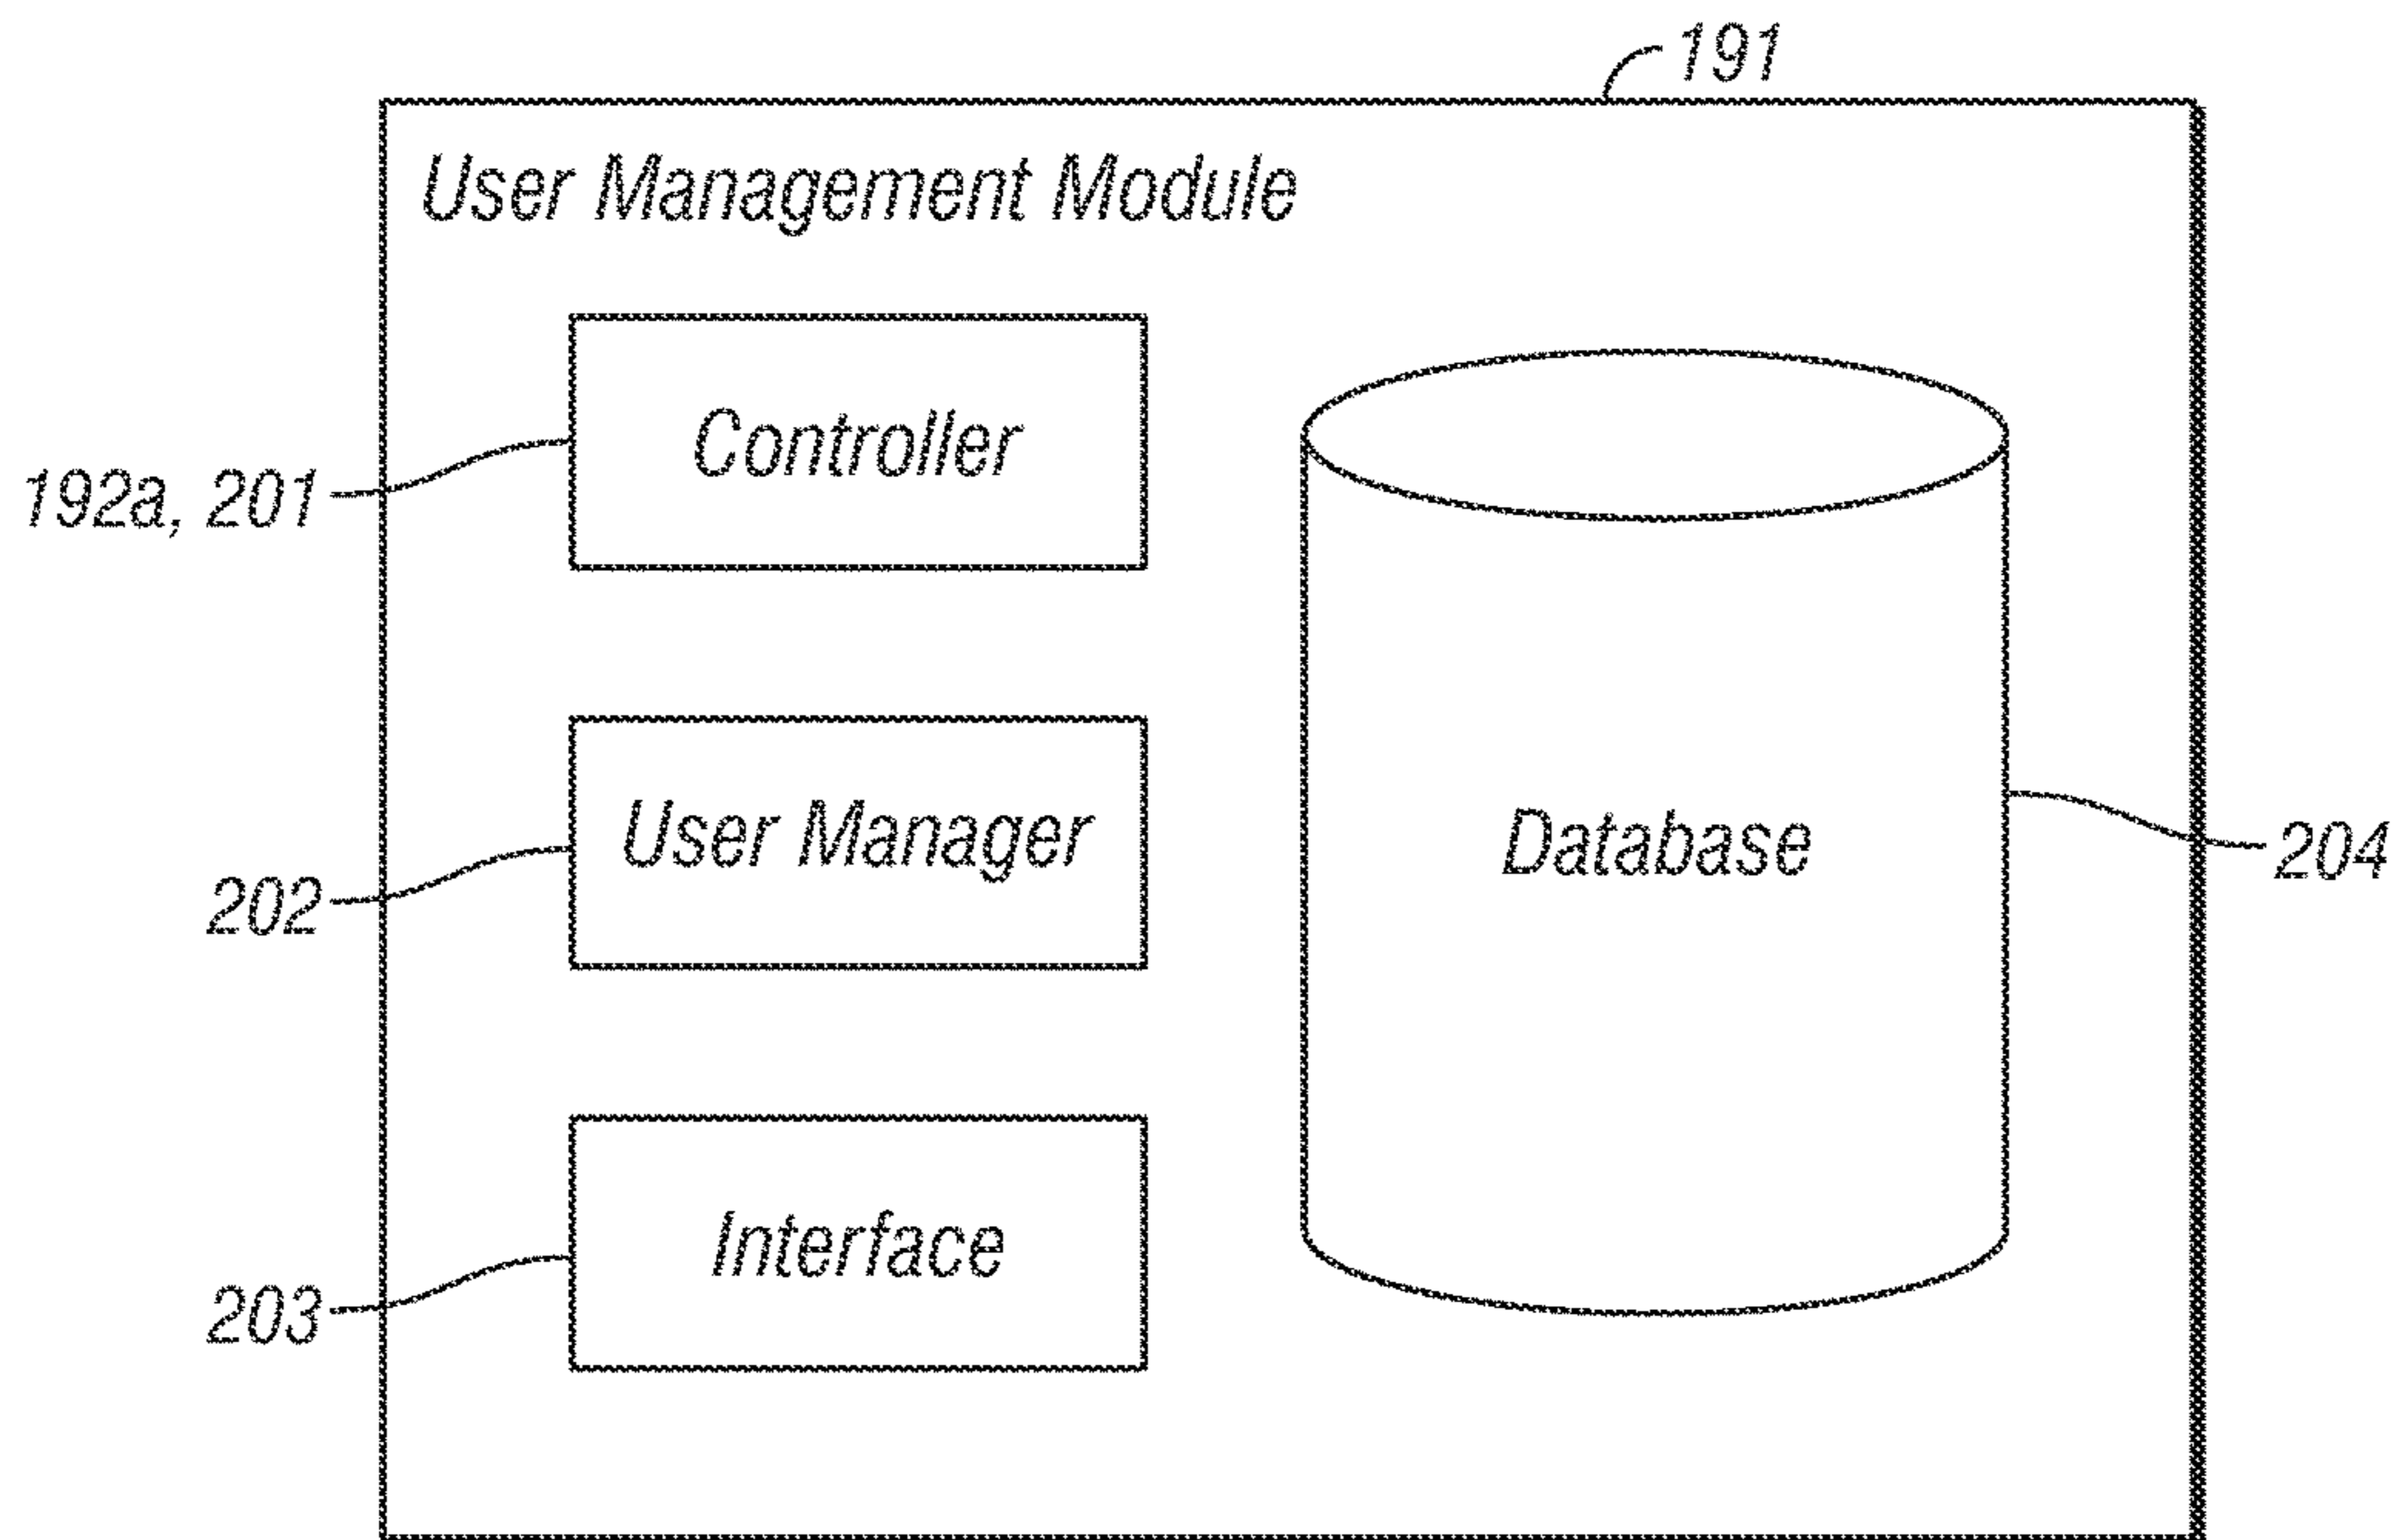 191
User Management Module
Controller
192a, 201
User Manager
202
Database
204
Interface
203